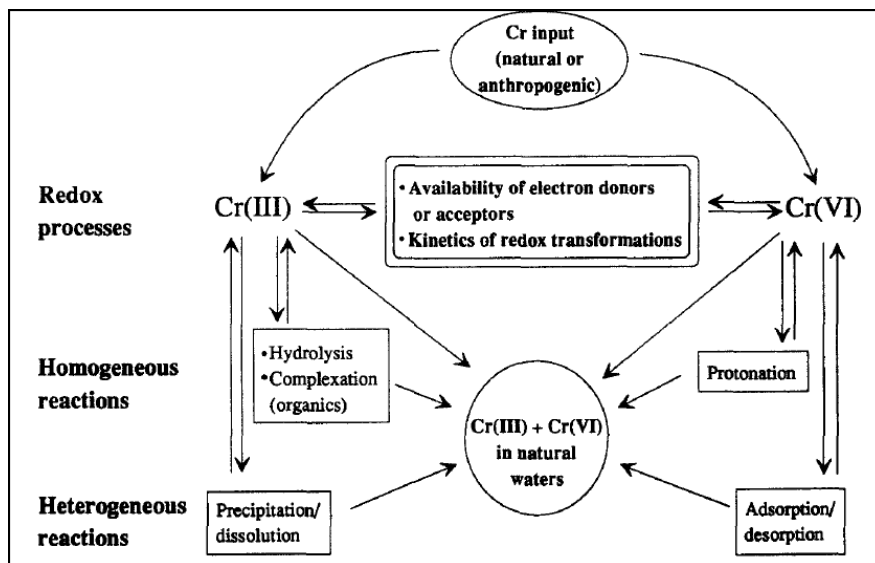 Cr input
(natural or
anthropogenic)
Redox
processes
Cr(III)
• Availability of electron donors
or acceptors
• Kinetics of redox transformations
Cr(VI)
Homogeneous
reactions
• Hydrolysis
• Complexation
(organics)
Protonation
Cr(III) + Cr(VI)
in natural
waters
Heterogeneous
reactions
Precipitation/
dissolution
Adsorption/
desorption